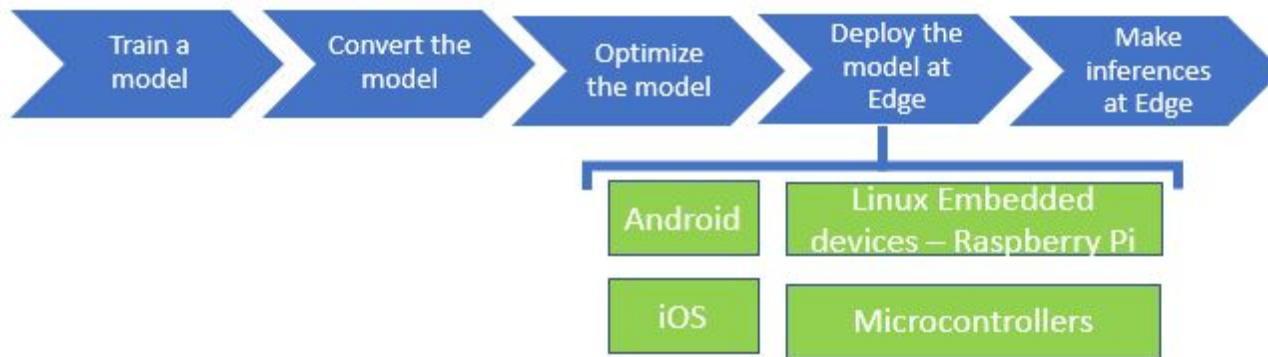 Train a
model
Convert the
model
Optimize
the model
Deploy the
model at
Edge
Make
inferences
at Edge
Android
Linux Embedded
devices – Raspberry Pi
iOS
Microcontrollers